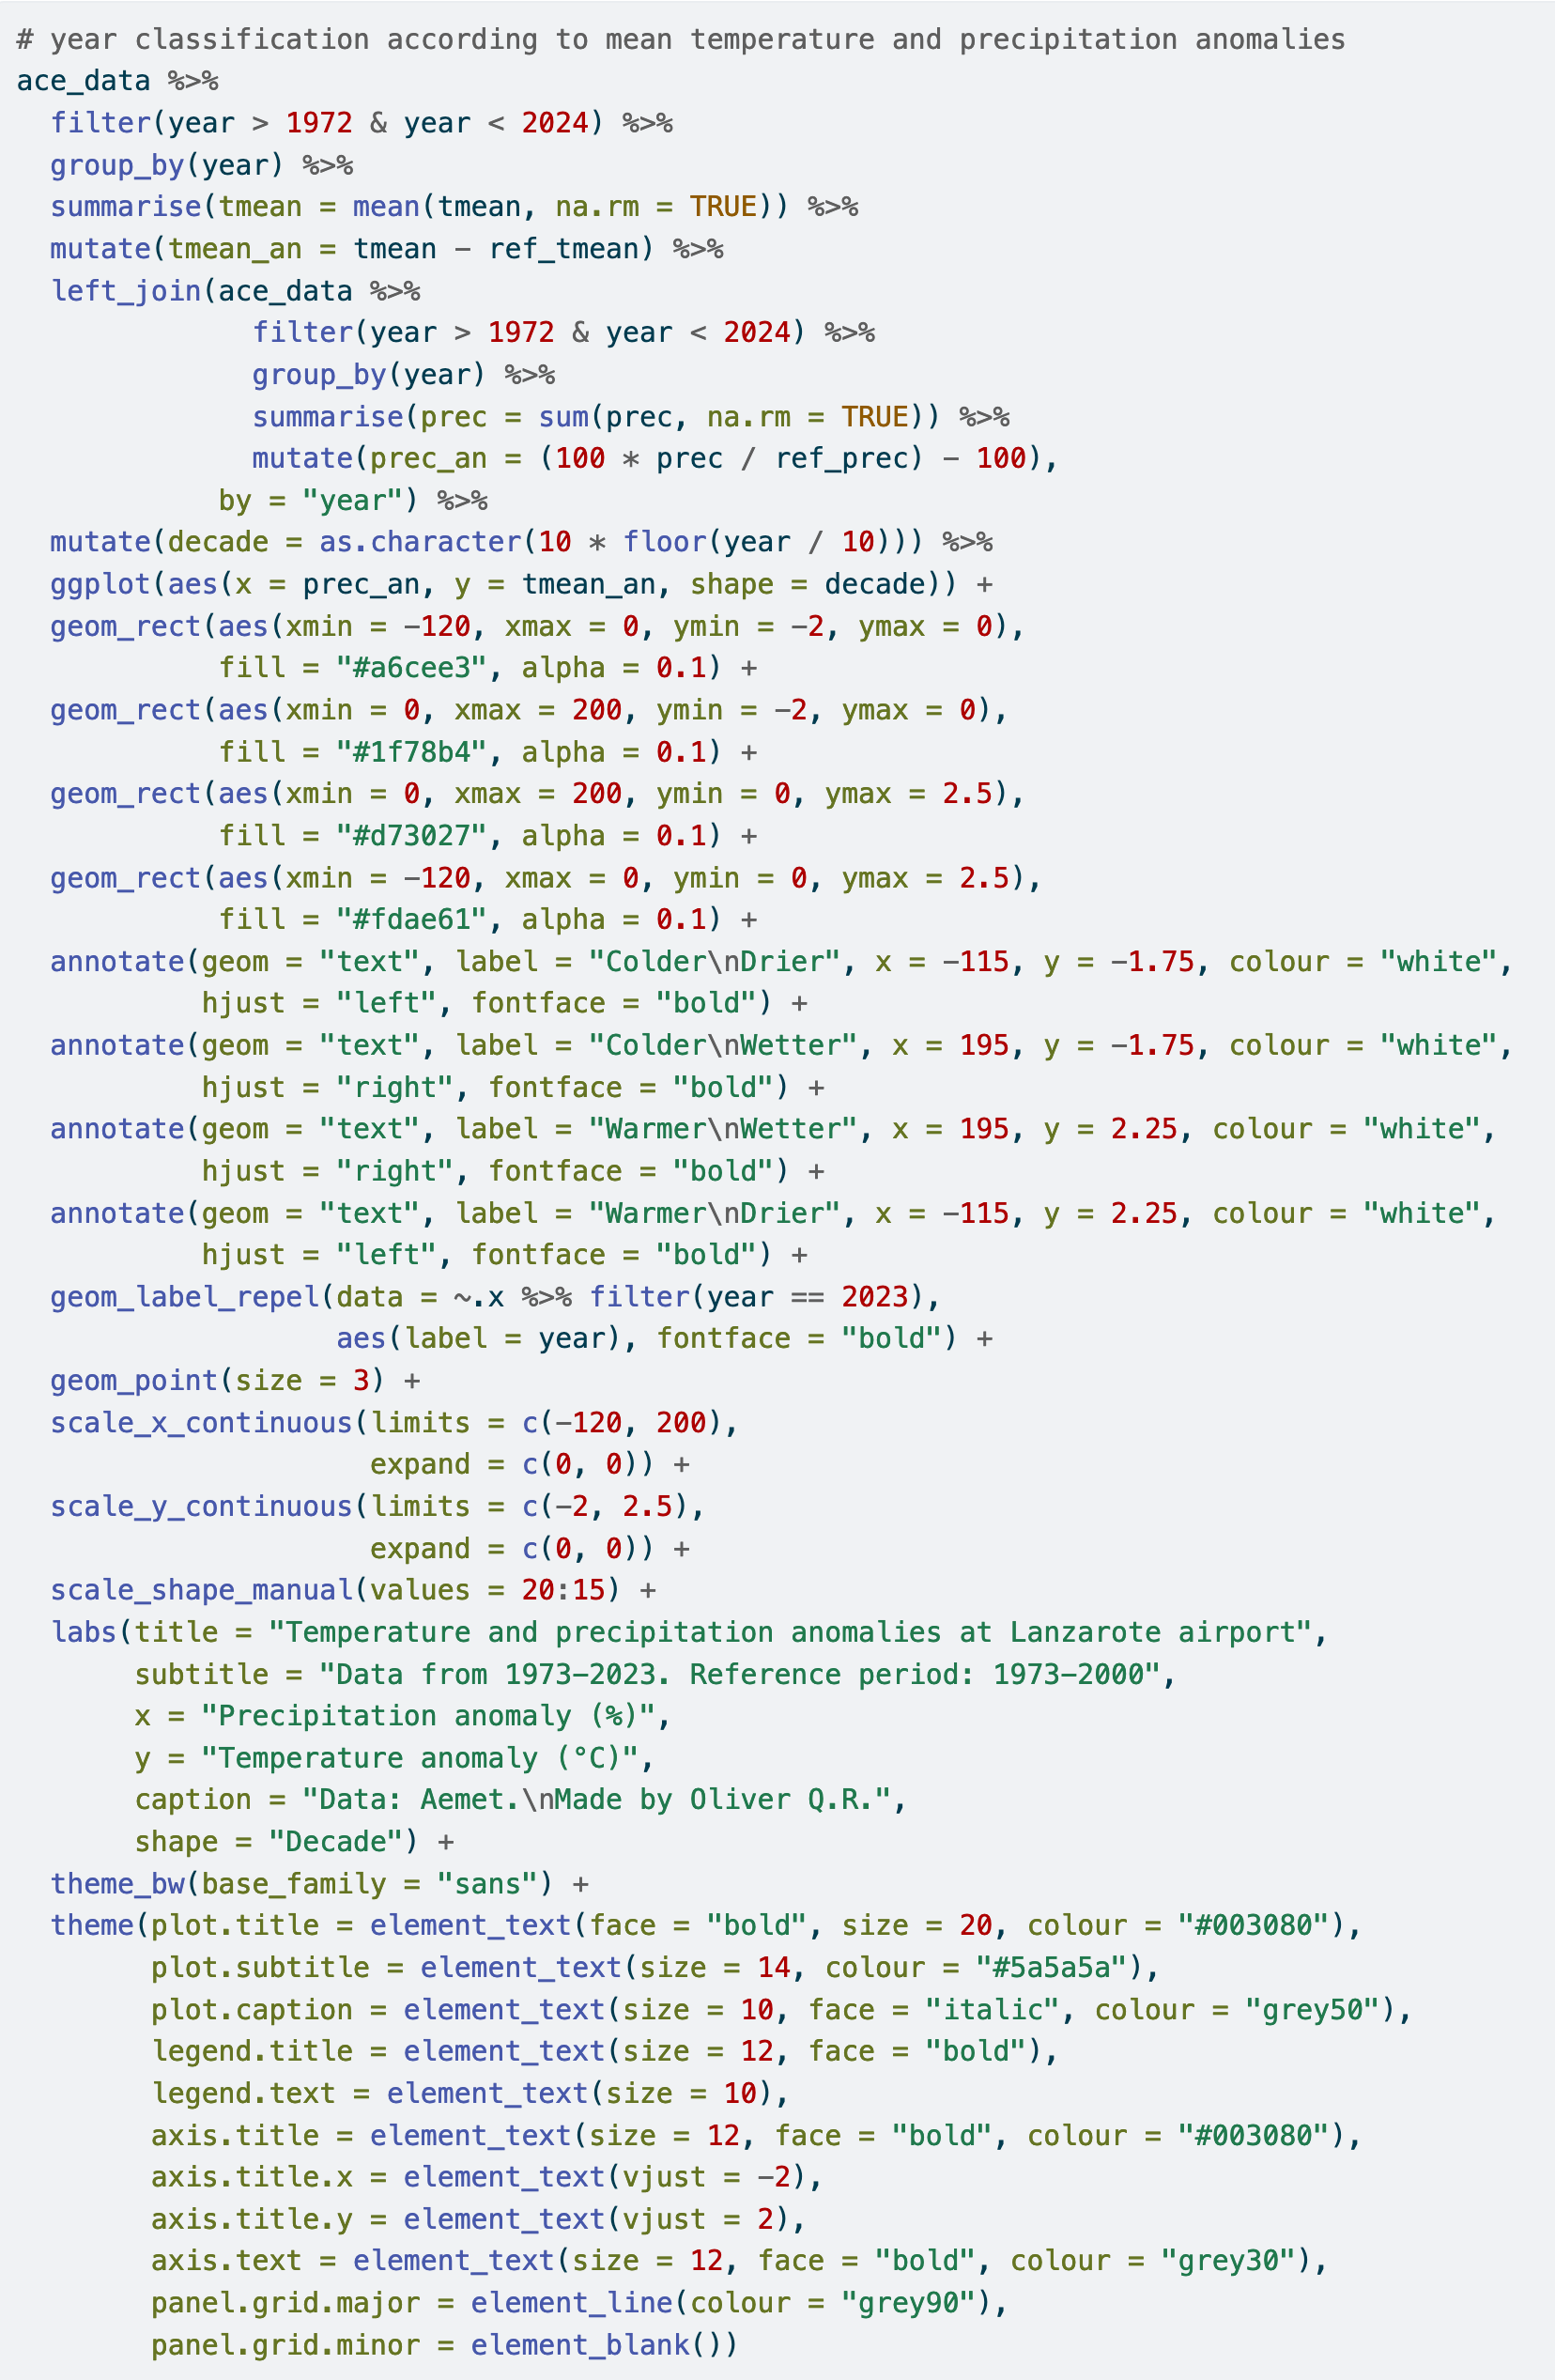 # year classification according to mean temperature and precipitation anomalies
ace_data %>%
  filter(year > 1972 & year < 2024) %>%
  group_by(year) %>%
  summarise(tmean = mean(tmean, na.rm = TRUE)) %>%
  mutate(tmean_an = tmean - ref_tmean) %>%
  left_join(ace_data %>%
              filter(year > 1972 & year < 2024) %>%
              group_by(year) %>%
              summarise(prec = sum(prec, na.rm = TRUE)) %>%
              mutate(prec_an = (100 * prec / ref_prec) - 100),
            by = "year") %>%
  mutate(decade = as.character(10 * floor(year / 10))) %>%
  ggplot(aes(x = prec_an, y = tmean_an, shape = decade)) +
  geom_rect(aes(xmin = -120, xmax = 0, ymin = -2, ymax = 0),
            fill = "#a6cee3", alpha = 0.1) +
  geom_rect(aes(xmin = 0, xmax = 200, ymin = -2, ymax = 0),
            fill = "#1f78b4", alpha = 0.1) +
  geom_rect(aes(xmin = 0, xmax = 200, ymin = 0, ymax = 2.5),
            fill = "#d73027", alpha = 0.1) +
  geom_rect(aes(xmin = -120, xmax = 0, ymin = 0, ymax = 2.5),
            fill = "#fdae61", alpha = 0.1) +
  annotate(geom = "text", label = "Colder\nDrier", x = -115, y = -1.75, colour = "white",
           hjust = "left", fontface = "bold") +
  annotate(geom = "text", label = "Colder\nWetter", x = 195, y = -1.75, colour = "white",
           hjust = "right", fontface = "bold") +
  annotate(geom = "text", label = "Warmer\nWetter", x = 195, y = 2.25, colour = "white",
           hjust = "right", fontface = "bold") +
  annotate(geom = "text", label = "Warmer\nDrier", x = -115, y = 2.25, colour = "white",
           hjust = "left", fontface = "bold") +
  geom_label_repel(data = ~.x %>% filter(year == 2023),
                   aes(label = year), fontface = "bold") +
  geom_point(size = 3) +
  scale_x_continuous(limits = c(-120, 200),
                     expand = c(0, 0)) +
  scale_y_continuous(limits = c(-2, 2.5),
                     expand = c(0, 0)) +
  scale_shape_manual(values = 20:15) +
  labs(title = "Temperature and precipitation anomalies at Lanzarote airport",
       subtitle = "Data from 1973-2023. Reference period: 1973-2000",
       x = "Precipitation anomaly (%)",
       y = "Temperature anomaly (°C)",
       caption = "Data: Aemet.\nMade by Oliver Q.R.",
       shape = "Decade") +
  theme_bw(base_family = "sans") +
  theme(plot.title = element_text(face = "bold", size = 20, colour = "#003080"),
        plot.subtitle = element_text(size = 14, colour = "#5a5a5a"),
        plot.caption = element_text(size = 10, face = "italic", colour = "grey50"),
        legend.title = element_text(size = 12, face = "bold"),
        legend.text = element_text(size = 10),
        axis.title = element_text(size = 12, face = "bold", colour = "#003080"),
        axis.title.x = element_text(vjust = -2),
        axis.title.y = element_text(vjust = 2),
        axis.text = element_text(size = 12, face = "bold", colour = "grey30"),
        panel.grid.major = element_line(colour = "grey90"),
        panel.grid.minor = element_blank())